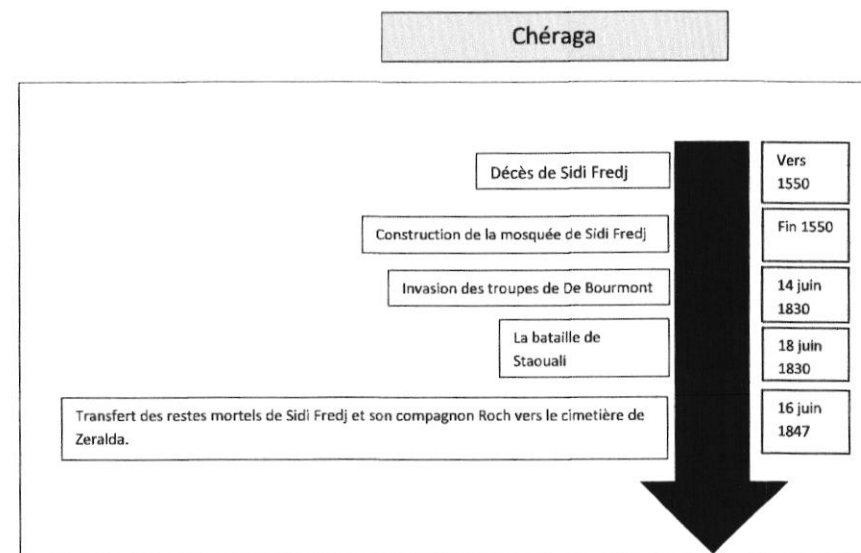 Chéraga
Décès de Sidi Fredj
Vers
1550
Construction de la mosquée de Sidi Fredj
Fin 1550
Invasion des troupes de De Bourmont
14 juin
1830
La bataille de
Staouali
18 juin
1830
Transfert des restes mortels de Sidi Fredj et son compagnon Roch vers le cimetière de
Zeralda.
16 juin
1847